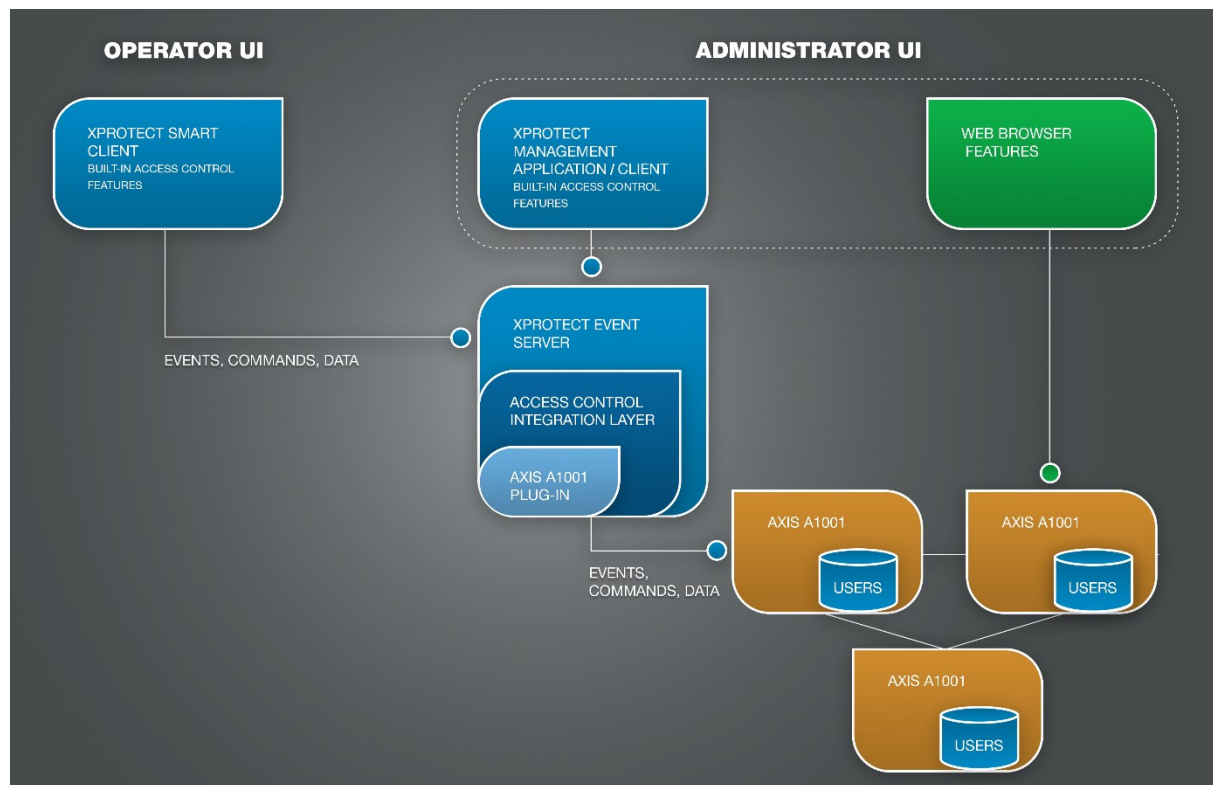 OPERATOR UI
ADMINISTRATOR UI
XPROTECT SMART
CLIENT
BUILT-IN ACCESS CONTROL
FEATURES
XPROTECT
MANAGEMENT
APPLICATION / CLIENT
BUILT-IN ACCESS CONTROL
FEATURES
WEB BROWSER
FEATURES
XPROTECT EVENT
SERVER
EVENTS, COMMANDS, DATA
ACCESS CONTROL
INTEGRATION LAYER
AXIS A1001
PLUG-IN
EVENTS,
COMMANDS, DATA
AXIS A1001
USERS
AXIS A1001
USERS
AXIS A1001
USERS